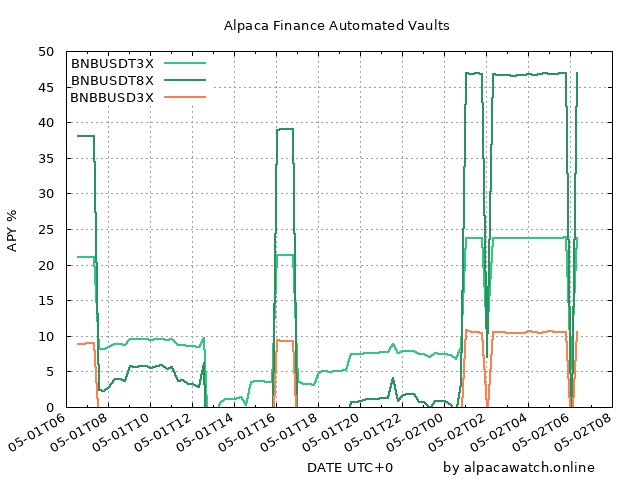 Alpaca Finance Automated Vaults
BNBUSDT3X
BNBUSDT8X
BNBBUSD3X
50
45
40
35
30
25
20
15
10
5
0
APY %
05-01T06
05-01T08
05-01T10
05-01T12
05-01T14
05-01T16
05-01T18
05-01T20
05-01T22
05-02T00
05-02T02
05-02T04
05-02T06
05-02T08
DATE UTC+0
by alpacawatch.online